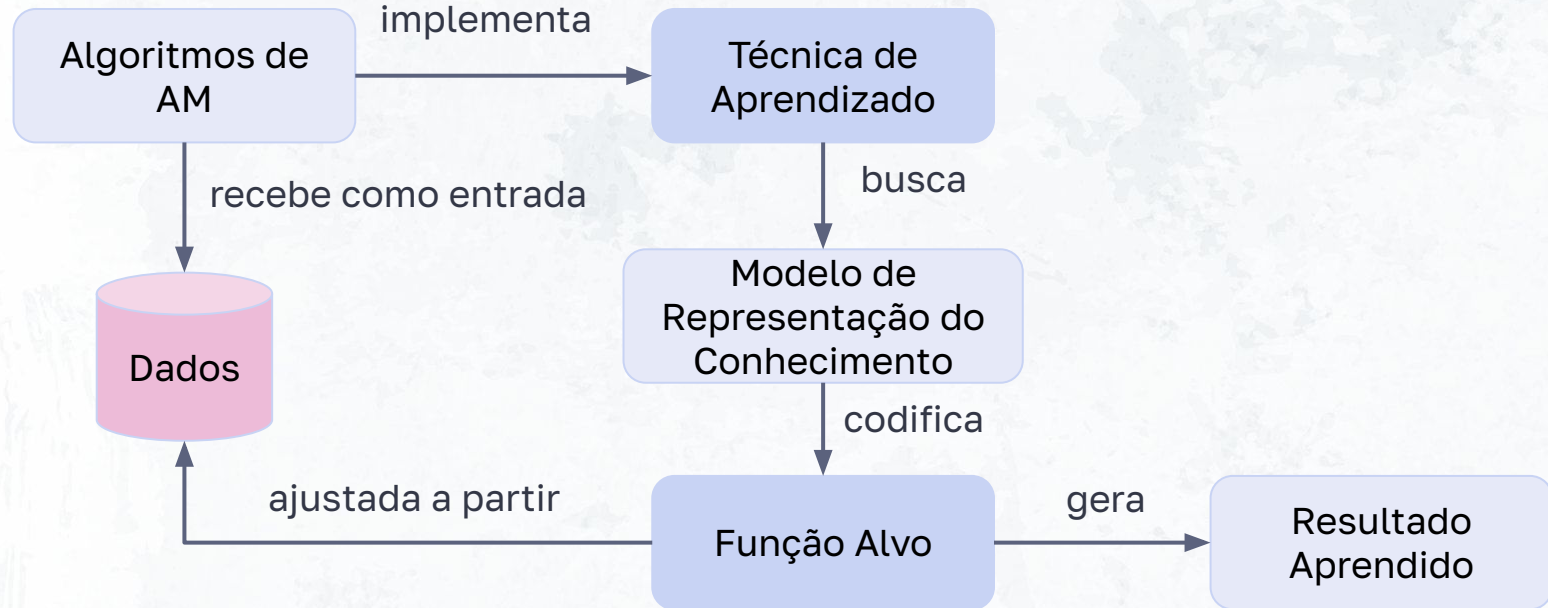 implementa
Algoritmos de
AM
Técnica de
Aprendizado
recebe como entrada
busca
Modelo de
Representação do
Conhecimento
Dados
codifica
ajustada a partir
Função Alvo
gera
Resultado
Aprendido